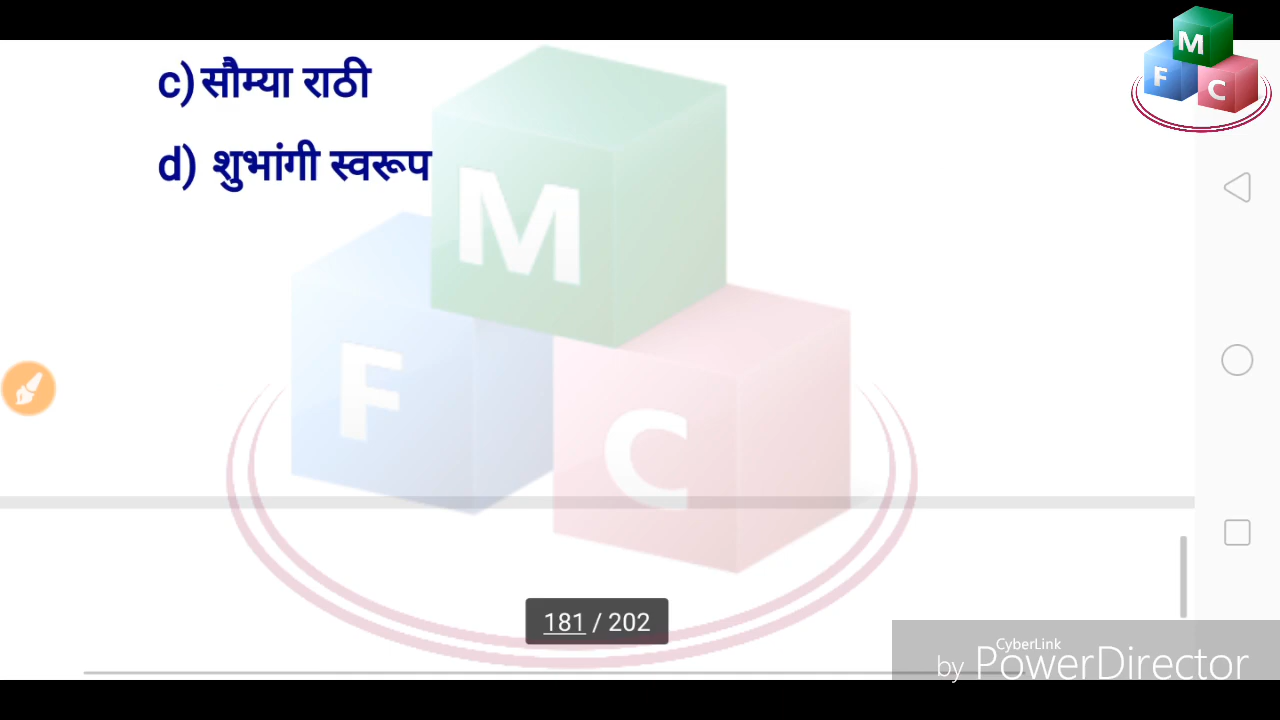 M
F C
c) सौम्या राठी
d) शुभांगी स्वरूप
M
F
C
181 / 202
CyberLink
by PowerDirector